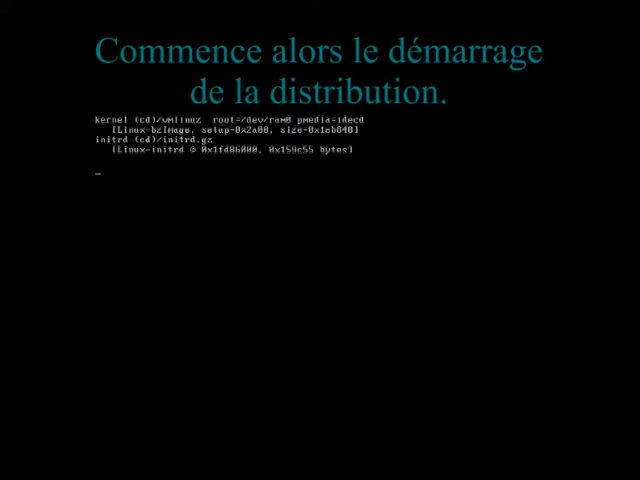 Commence alors le démarrage
de la distribution.
kernel (cd)/vmlinuz  root=/dev/ram0 pmedia=idecd
[Linux-bzImage, setup=0x2a00, size=0x1eb840]
initrd (cd)/initrd.gz
[Linux-initrd @ 0x1fd86000, 0x159c55 bytes]
_